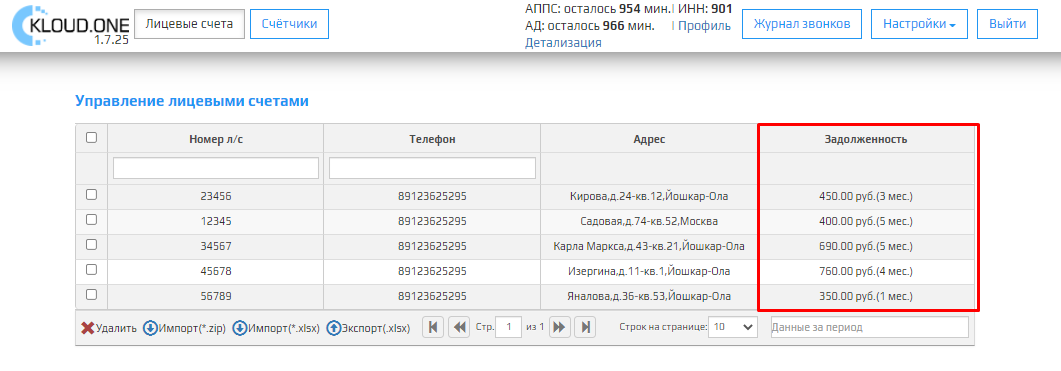 KLOUD.ONE
1.7.25
Лицевые счета
Счётчики
АППС: осталось 954 мин.| ИНН: 901
АД: осталось 966 мин. | Профиль
Детализация
Журнал звонков
Настройки
Выйти
Управление лицевыми счетами
Номер л/с Телефон Адрес Задолженность
23456 89123625295 Кирова,д.24-кв.12,Йошкар-Ола 450.00 руб.(3 мес.)
12345 89123625295 Садовая,д.74-кв.52,Москва 400.00 руб.(5 мес.)
34567 89123625295 Карла Маркса,д.43-кв.21,Йошкар-Ола 690.00 руб.(5 мес.)
45678 89123625295 Изергина,д.11-кв.1,Йошкар-Ола 760.00 руб.(4 мес.)
56789 89123625295 Яналова,д.36-кв.53,Йошкар-Ола 350.00 руб.(1 мес.)
Удалить Импорт(*.zip) Импорт(*.xlsx) Экспорт(.xlsx) Стр. 1 из 1 Строк на странице: 10 Данные за период